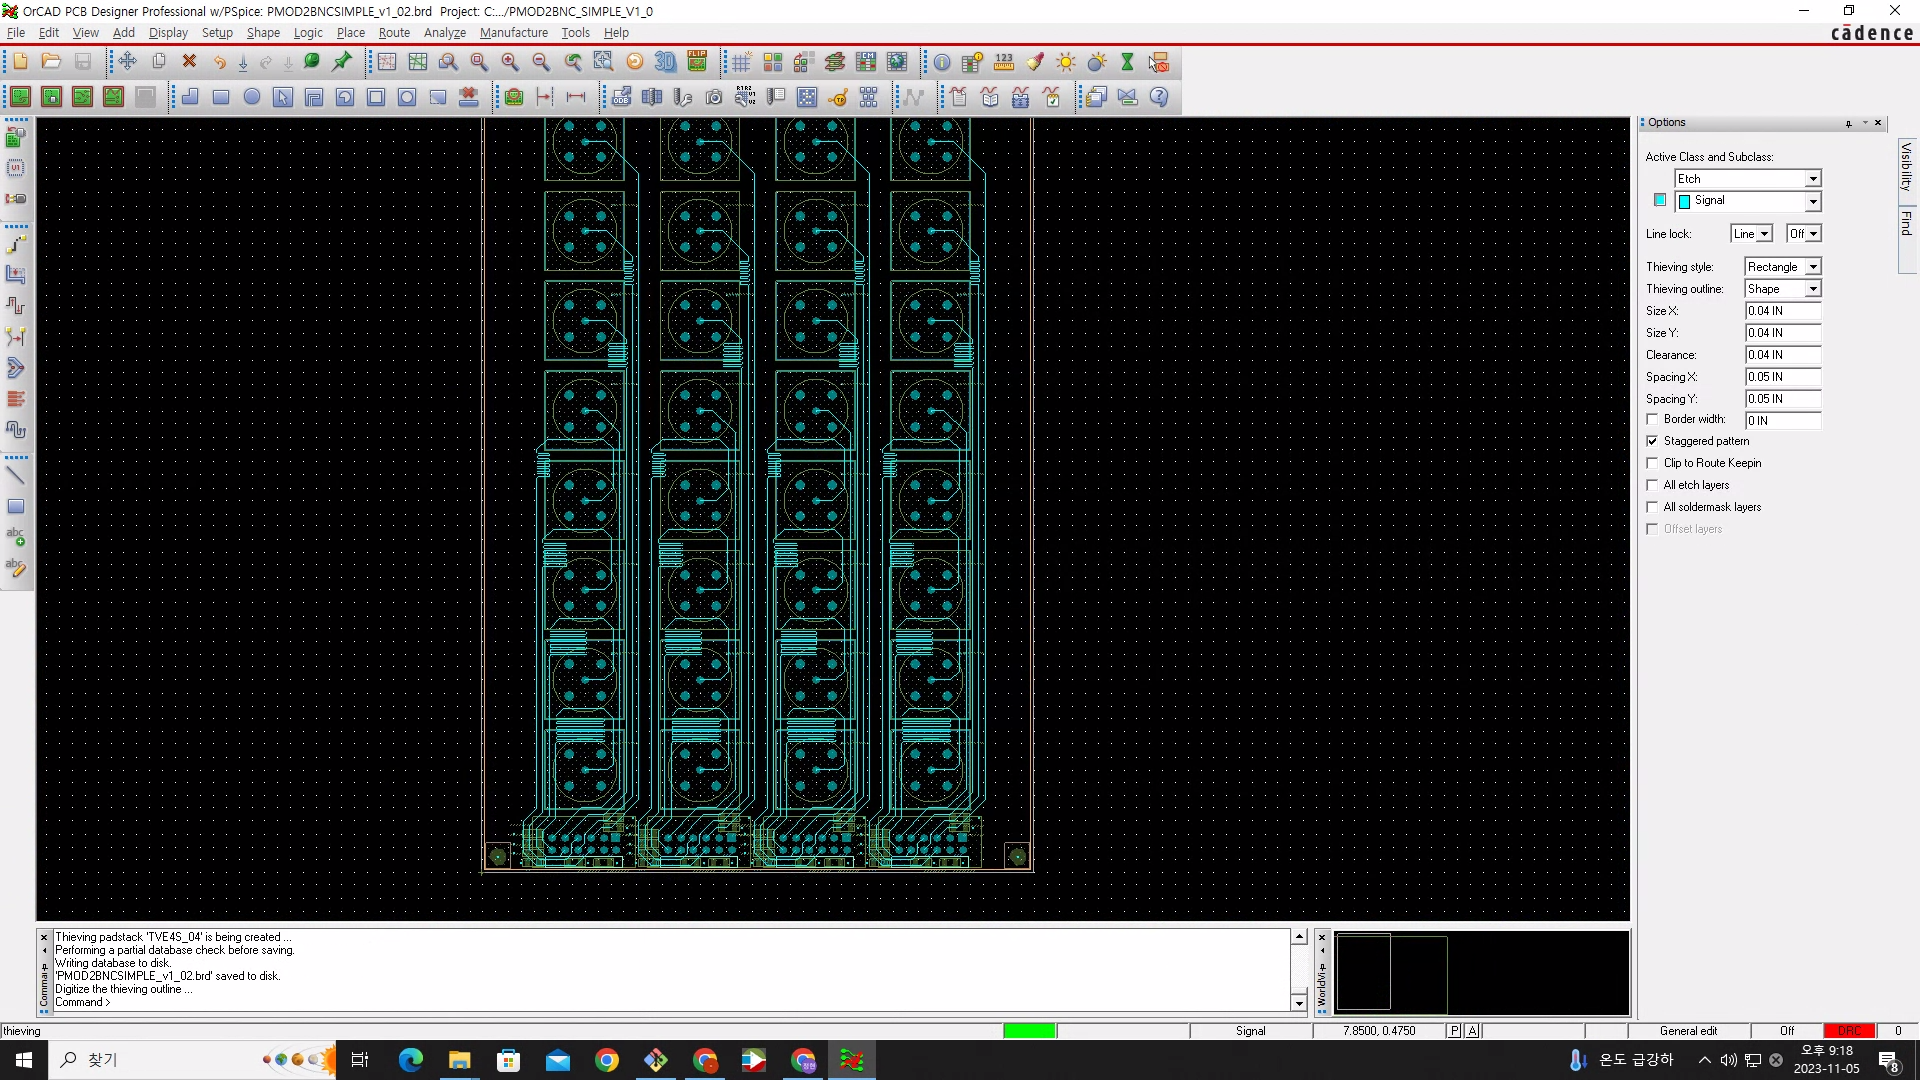 OrCAD PCB Designer Professional w/PSpice: PMOD2BNCSIMPLE_v1_02.brd Project: C:.../PMOD2BNC_SIMPLE_V1_0
File Edit View Add Display Setup Shape Logic Place Route Analyze Manufacture Tools Help
cādence
Options
Active Class and Subclass:
Etch
Signal
Line lock: Line Off
Thieving style: Rectangle
Thieving outline: Shape
Size X: 0.04 IN
Size Y: 0.04 IN
Clearance: 0.04 IN
Spacing X: 0.05 IN
Spacing Y: 0.05 IN
Border width: 0 IN
Staggered pattern
Clip to Route Keepin
All etch layers
All soldermask layers
Offset layers
Visibility
Find
Thieving padstack 'TVE4S_04' is being created ...
Performing a partial database check before saving.
Writing database to disk.
'PMOD2BNCSIMPLE_v1_02.brd' saved to disk.
Digitize the thieving outline ...
Command >
thieving Signal 7.8500, 0.4750 P A General edit Off DRC 0
찾기
온도 급강하
오후 9:18
2023-11-05
8